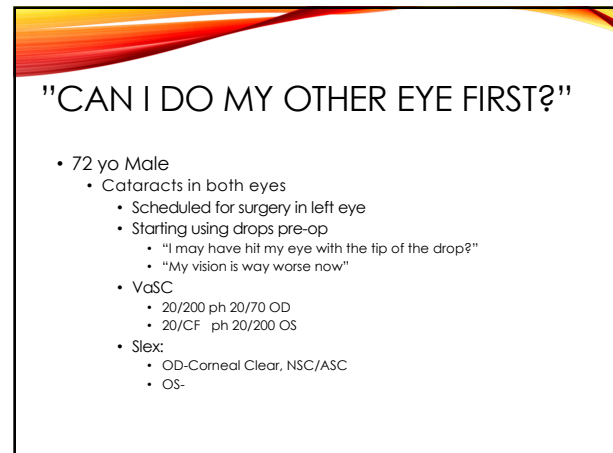 "CAN I DO MY OTHER EYE FIRST?"
• 72 yo Male
• Cataracts in both eyes
• Scheduled for surgery in left eye
• Starting using drops pre-op
• "I may have hit my eye with the tip of the drop?"
• "My vision is way worse now"
• VaSC
• 20/200 ph 20/70 OD
• 20/CF ph 20/200 OS
• Slex:
• OD-Corneal Clear, NSC/ASC
• OS-